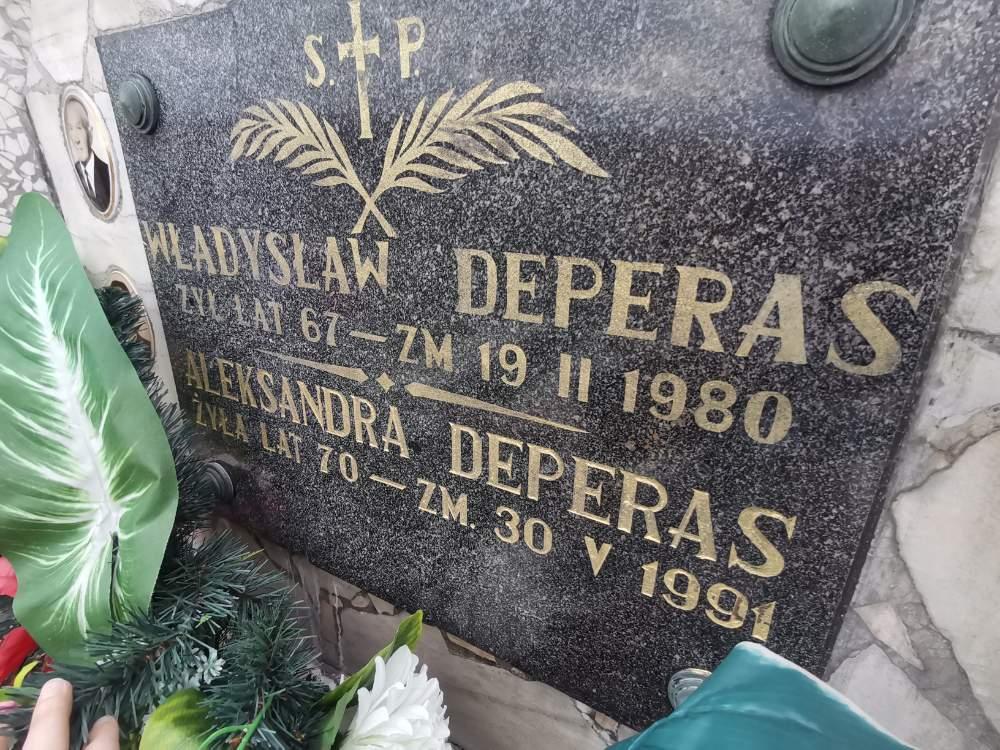 S. P.
WŁADYSŁAW DEPERAS
ŻYŁ LAT 67 — ZM 19 II 1980
ALEKSANDRA DEPERAS
ŻYŁA LAT 70 — ZM. 30 V 1991